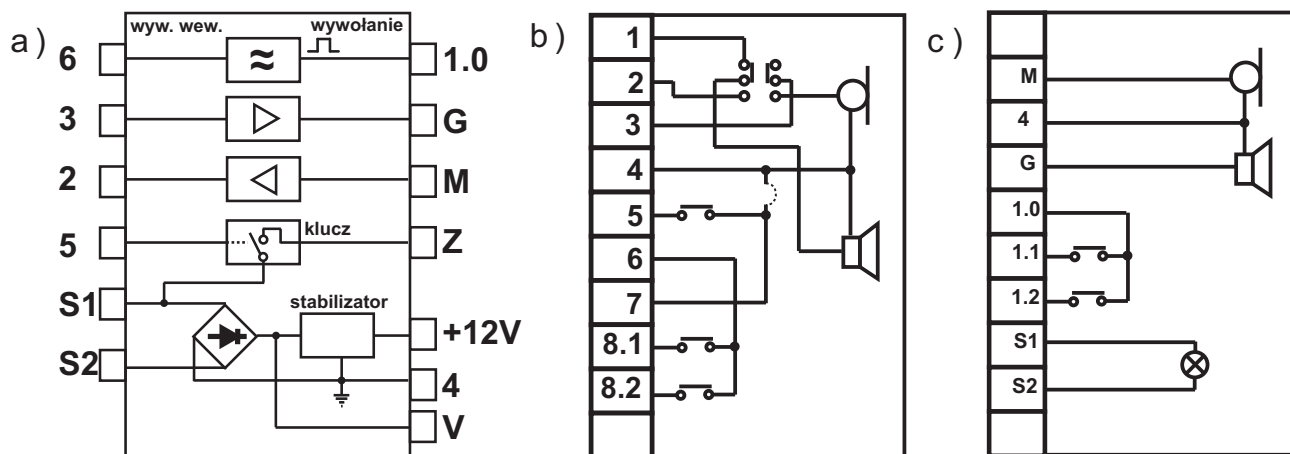 a)
wyw. wew.
wywołanie
6
≈
1.0
3
G
2
M
5
klucz
Z
S1
stabilizator
+12V
S2
4
V
b)
1
2
3
4
5
6
7
8.1
8.2
c)
M
4
G
1.0
1.1
1.2
S1
S2